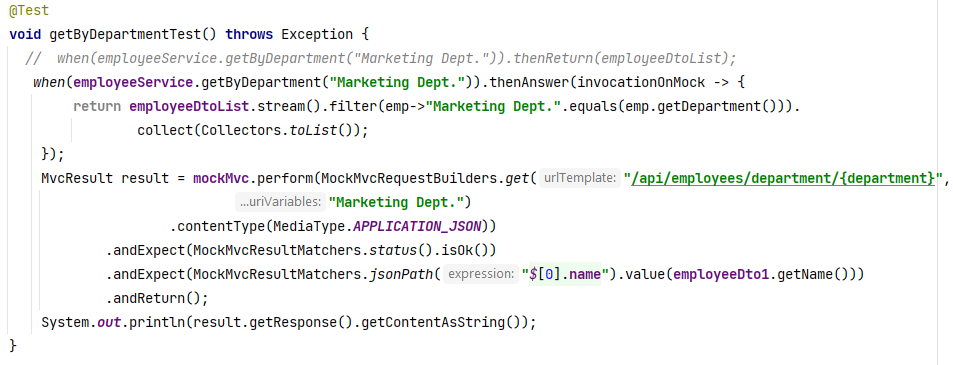 @Test
void getByDepartmentTest() throws Exception {
//  when(employeeService.getByDepartment("Marketing Dept.")).thenReturn(employeeDtoList);
when(employeeService.getByDepartment("Marketing Dept.")).thenAnswer(invocationOnMock -> {
return employeeDtoList.stream().filter(emp->"Marketing Dept.".equals(emp.getDepartment())).
collect(Collectors.toList());
});
MvcResult result = mockMvc.perform(MockMvcRequestBuilders.get( urlTemplate: "/api/employees/department/{department}",
...uriVariables: "Marketing Dept.")
.contentType(MediaType.APPLICATION_JSON))
.andExpect(MockMvcResultMatchers.status().isOk())
.andExpect(MockMvcResultMatchers.jsonPath( expression: "$[0].name").value(employeeDto1.getName()))
.andReturn();
System.out.println(result.getResponse().getContentAsString());
}